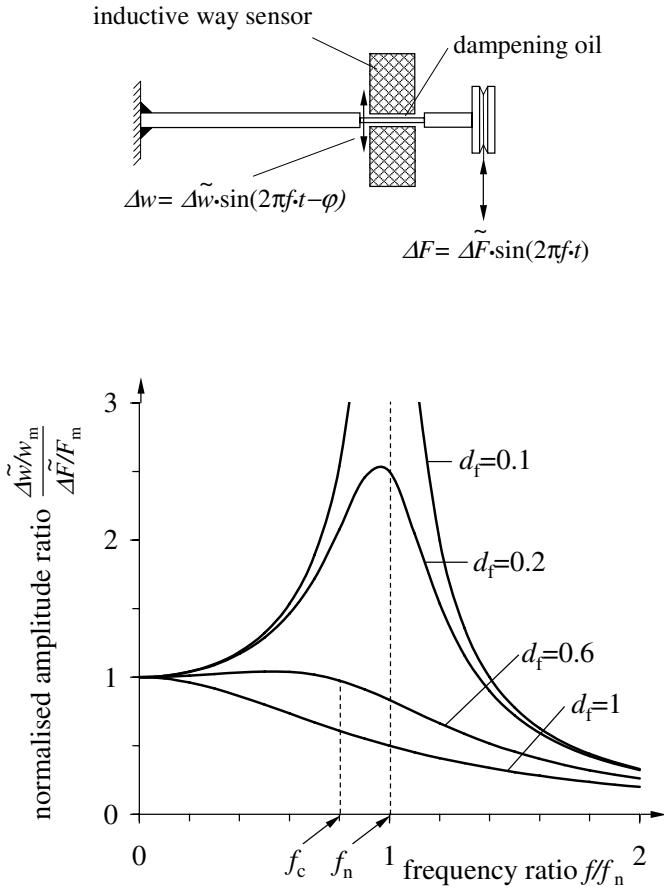 inductive way sensor
dampening oil
Δw= Δw̃·sin(2πf·t−φ)
ΔF= ΔF̃·sin(2πf·t)
normalised amplitude ratio (Δw̃/wₘ)/(ΔF̃/Fₘ)
3
2
1
0
d_f=0.1
d_f=0.2
d_f=0.6
d_f=1
0
f_c
f_n
1
frequency ratio f/f_n
2